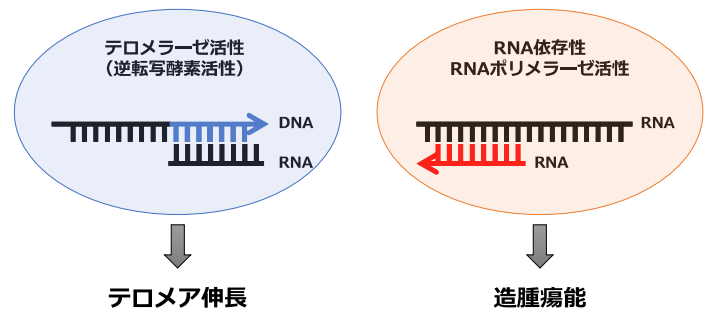 テロメラーゼ活性
（逆転写酵素活性）
DNA
RNA
テロメア伸長
RNA依存性
RNAポリメラーゼ活性
RNA
RNA
造腫瘍能